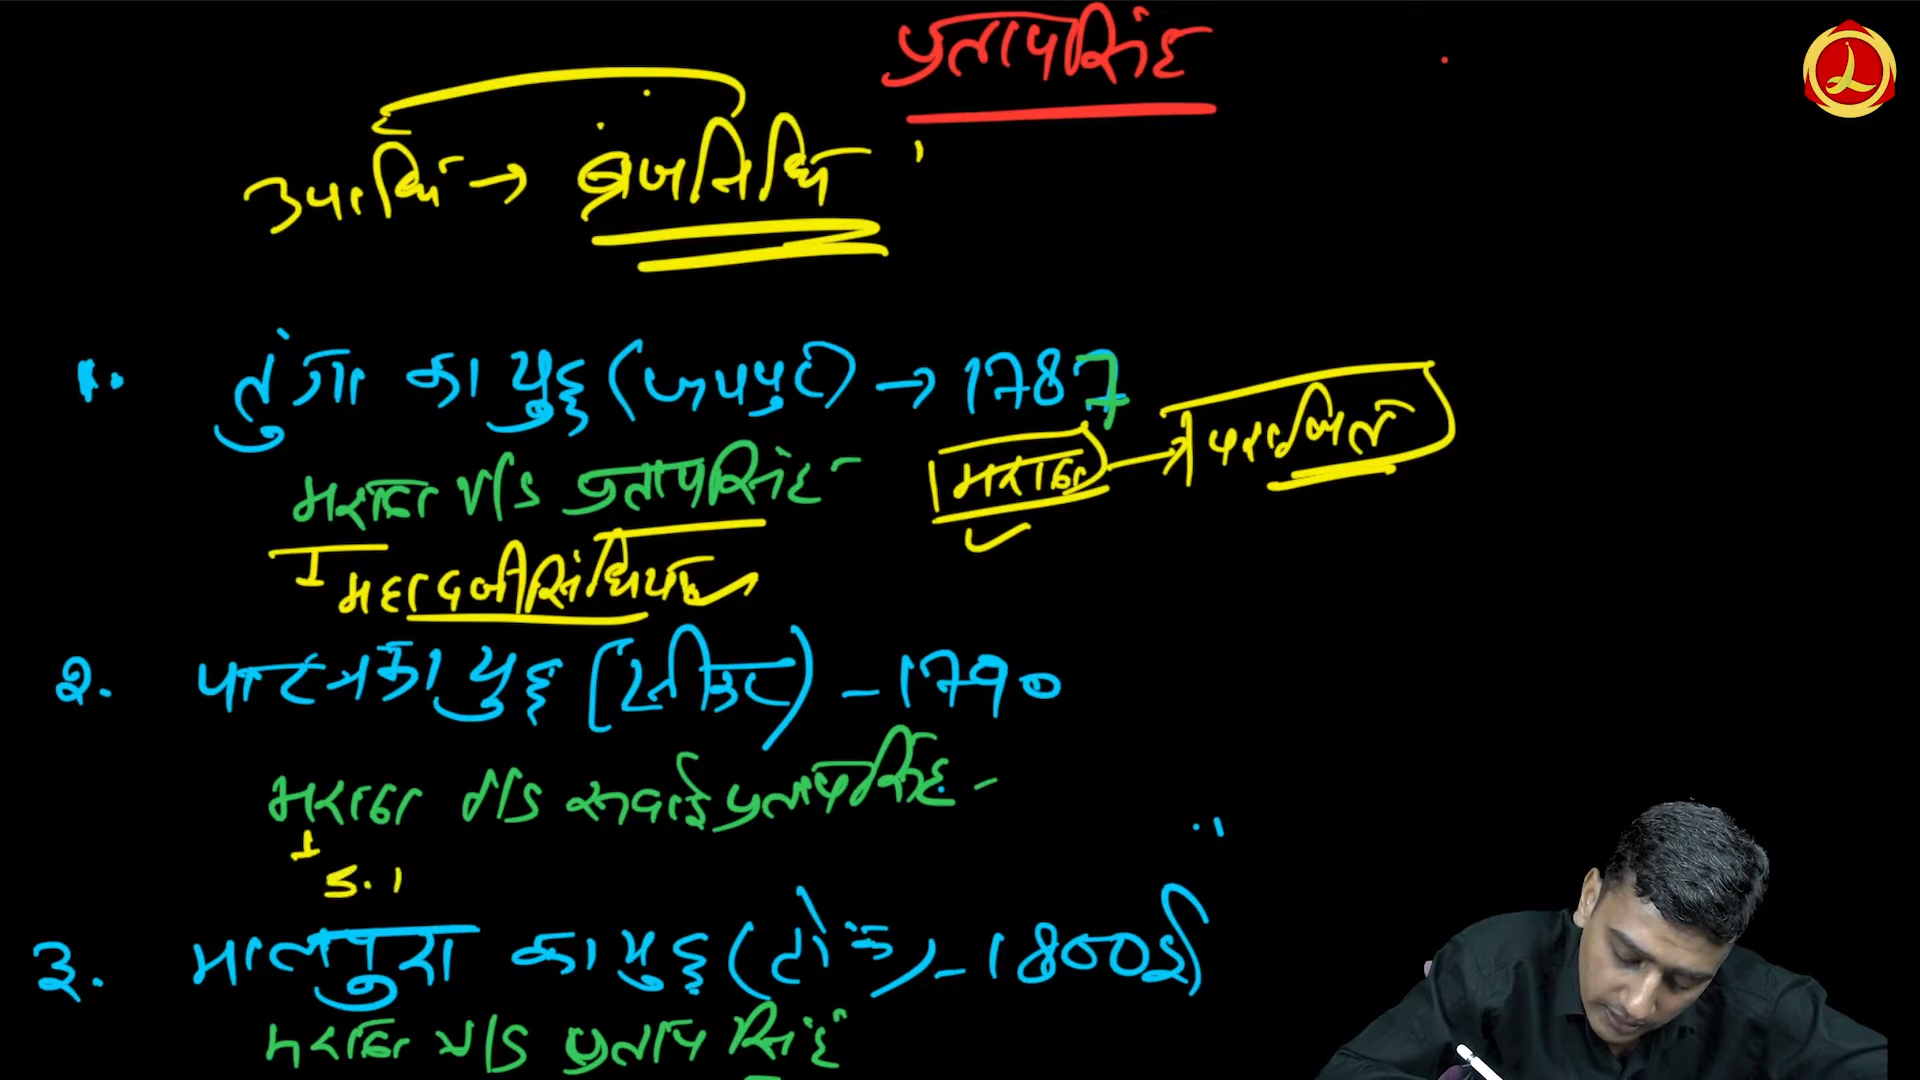 प्रतापसिंह
उपाधि → ब्रजनिधि
1. तुंगा का युद्ध (जयपुर) → 1787
मराठा → पराजित
मराठा V/S प्रतापसिंह
महादजी सिंधिया
2. पाटन का युद्ध (सीकर) - 1790
मराठा V/S सवाई प्रतापसिंह -
३. मालपुरा का युद्ध (टोंक) - 1800ई
मराठा V/S प्रताप सिंह